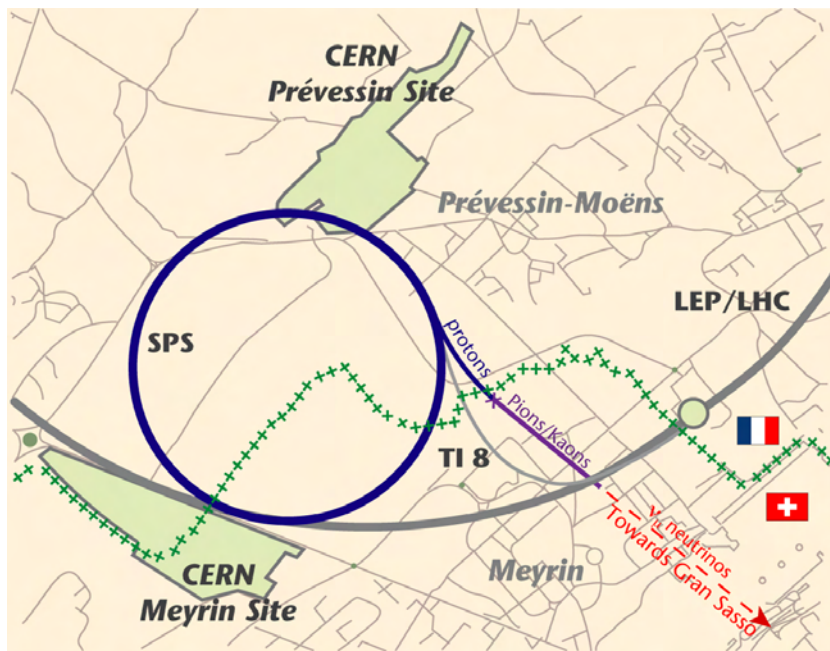 CERN
Prévessin Site
Prévessin-Moëns
LEP/LHC
SPS
protons
Pions/Kaons
TI 8
νμ neutrinos
Towards Gran Sasso
Meyrin
CERN
Meyrin Site